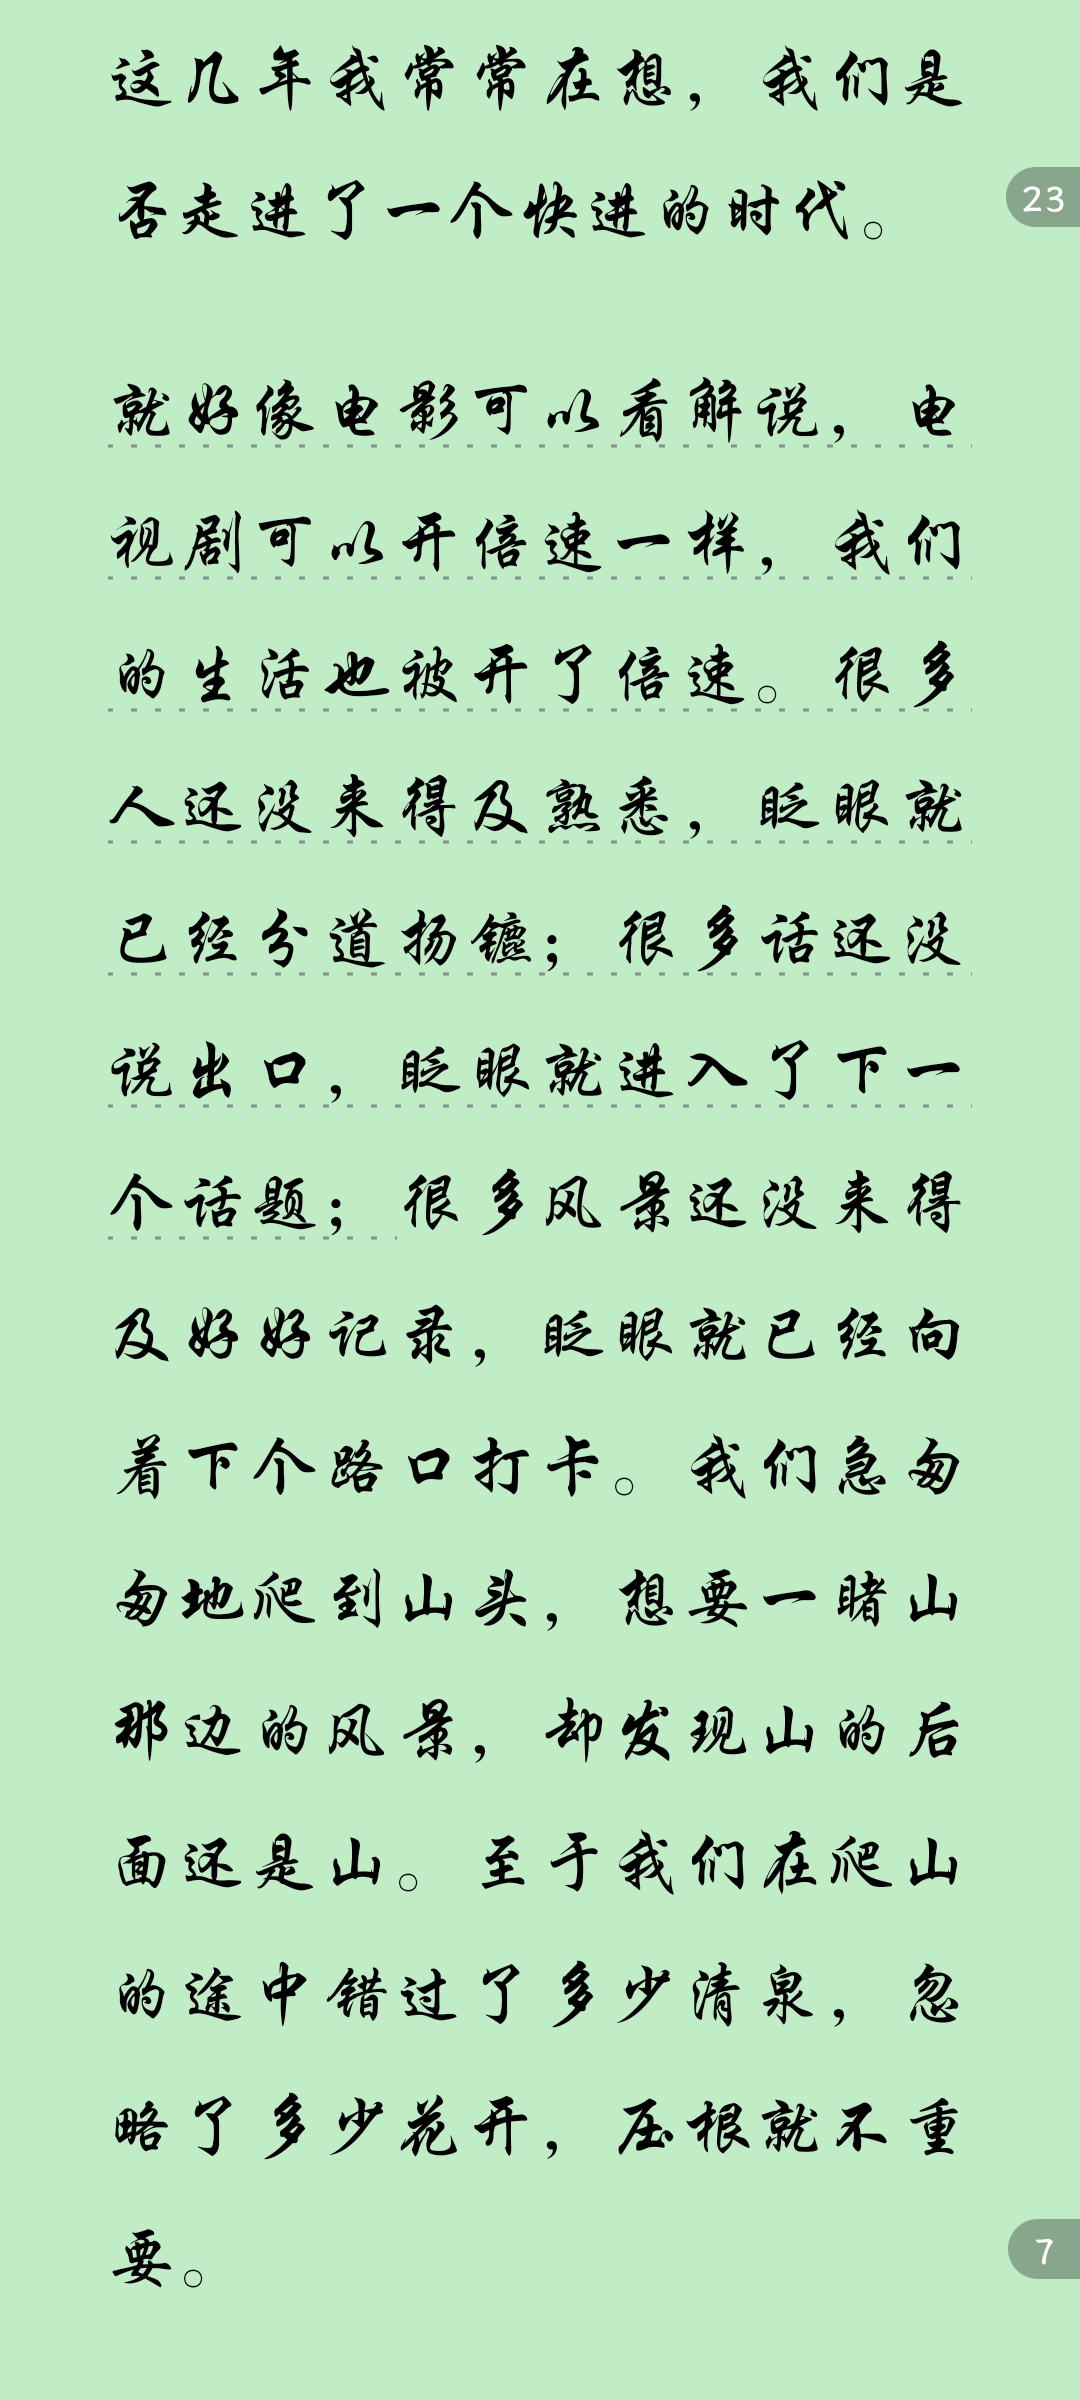 这几年我常常在想，我们是
否走进了一个快进的时代。
23
就好像电影可以看解说，电
视剧可以开倍速一样，我们
的生活也被开了倍速。很多
人还没来得及熟悉，眨眼就
已经分道扬镳；很多话还没
说出口，眨眼就进入了下一
个话题；很多风景还没来得
及好好记录，眨眼就已经向
着下个路口打卡。我们急匆
匆地爬到山头，想要一睹山
那边的风景，却发现山的后
面还是山。至于我们在爬山
的途中错过了多少清泉，忽
略了多少花开，压根就不重
要。
7